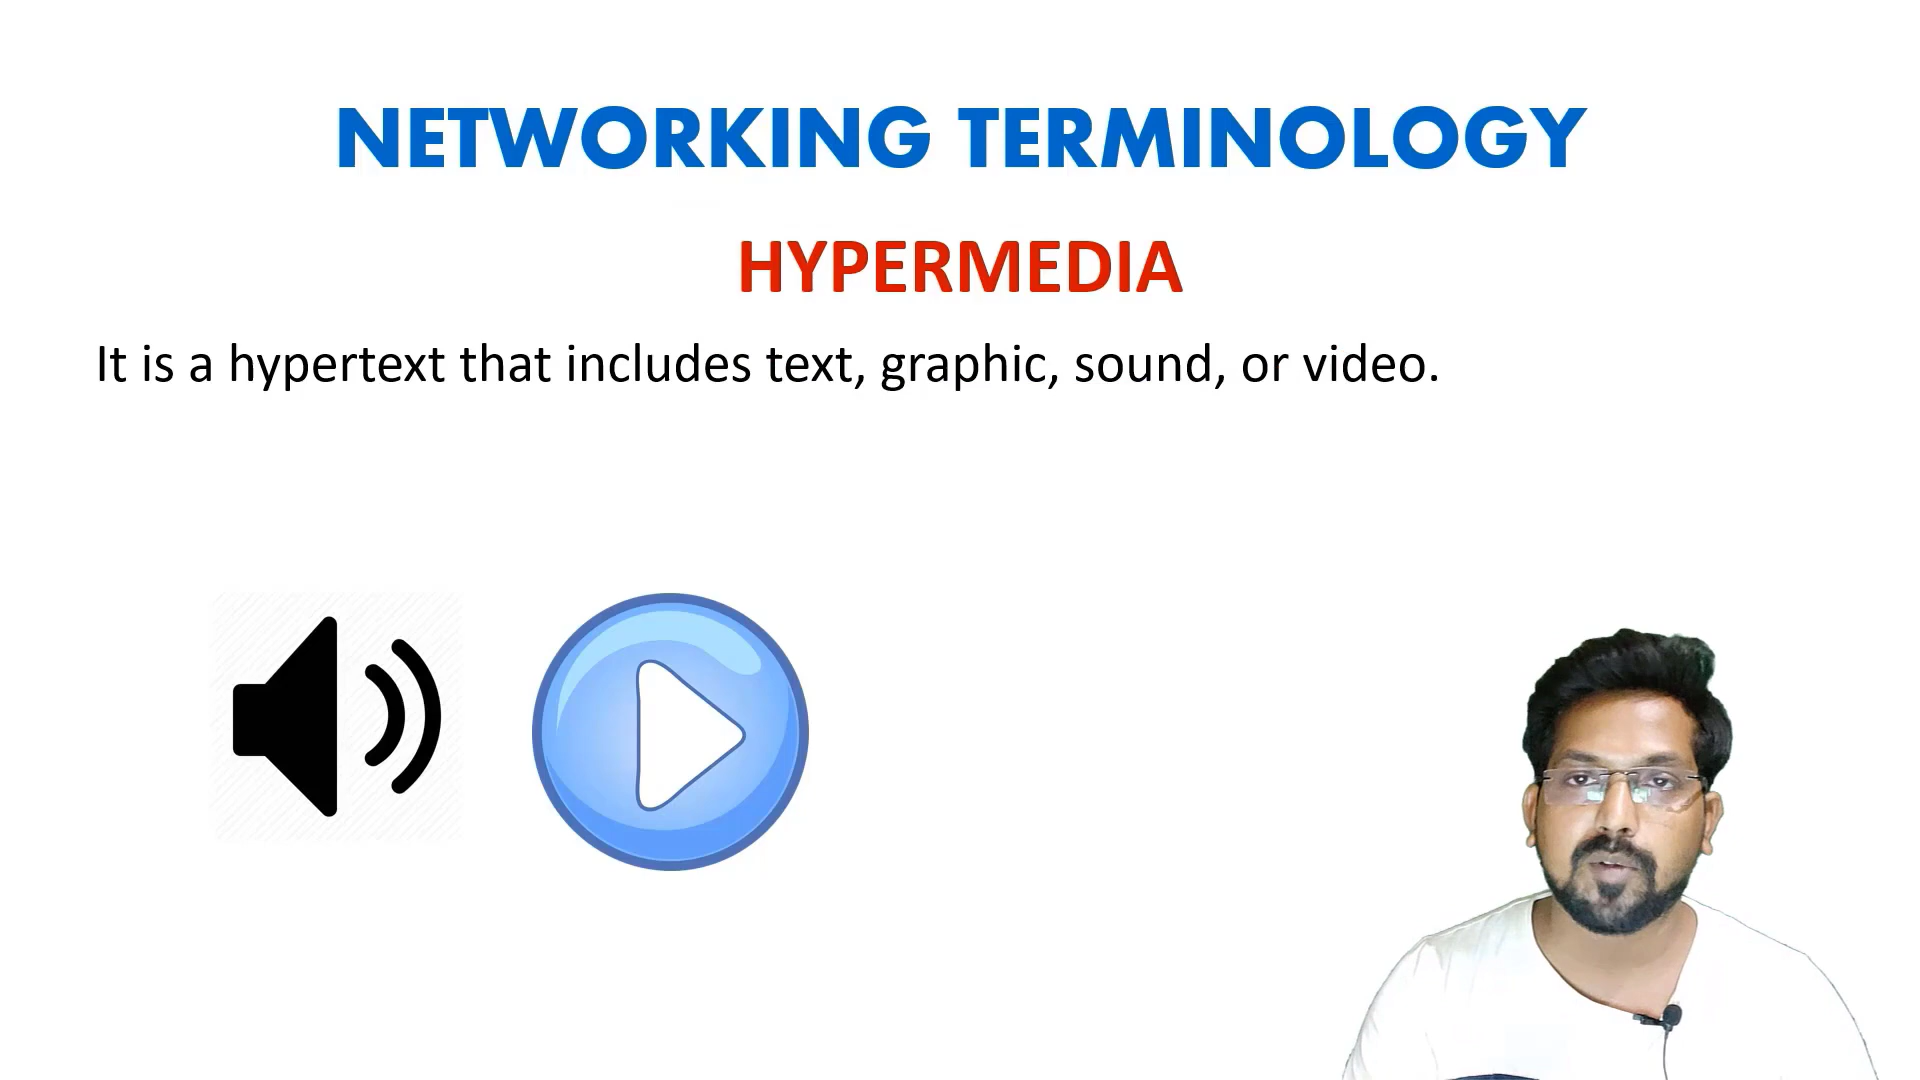 NETWORKING TERMINOLOGY
HYPERMEDIA
It is a hypertext that includes text, graphic, sound, or video.